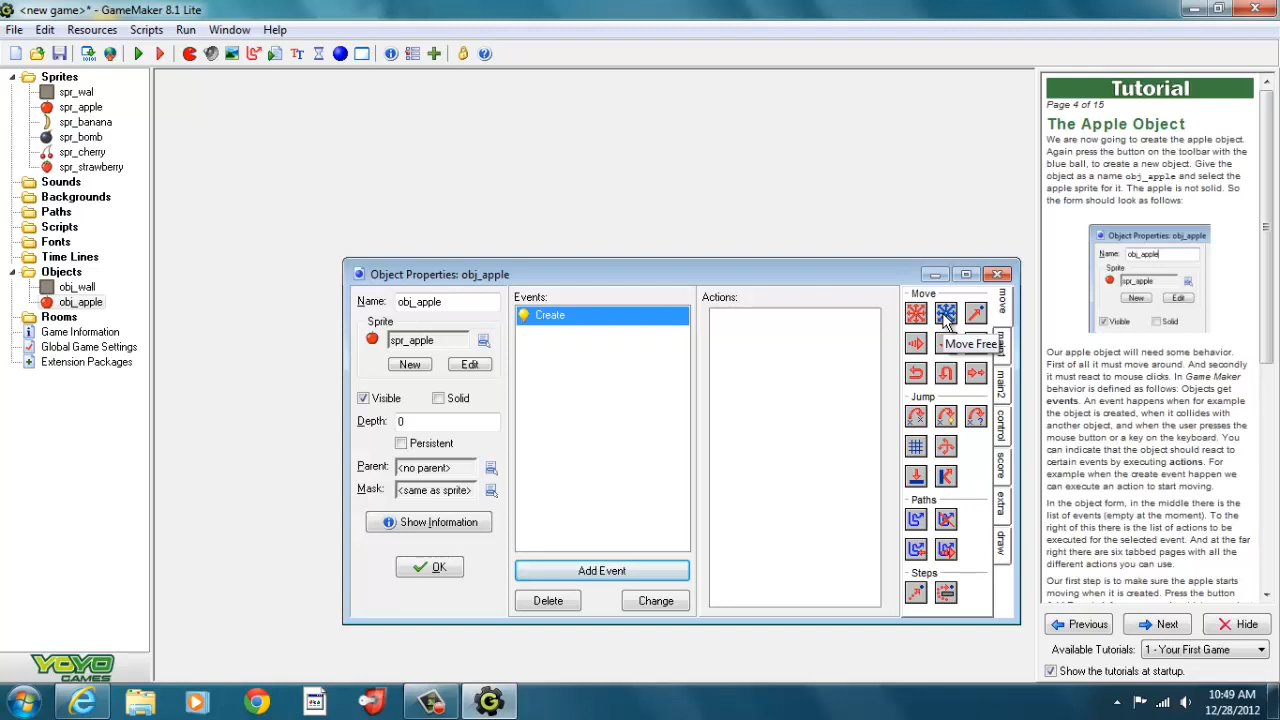 <new game>* - GameMaker 8.1 Lite
File Edit Resources Scripts Run Window Help
Sprites
spr_wal
spr_apple
spr_banana
spr_bomb
spr_cherry
spr_strawberry
Sounds
Backgrounds
Paths
Scripts
Fonts
Time Lines
Objects
obj_wall
obj_apple
Rooms
Game Information
Global Game Settings
Extension Packages
YOYO
GAMES
Object Properties: obj_apple
Name: obj_apple
Sprite
spr_apple
New Edit
Visible Solid
Depth: 0
Persistent
Parent: <no parent>
Mask: <same as sprite>
Show Information
OK
Events:
Create
Add Event
Delete Change
Actions:
Move
Move Free
Jump
Paths
Steps
move
main2
control
score
extra
draw
Tutorial
Page 4 of 15
The Apple Object
We are now going to create the apple object.
Again press the button on the toolbar with the
blue ball, to create a new object. Give the
object as a name obj_apple and select the
apple sprite for it. The apple is not solid. So
the form should look as follows:
Object Properties: obj_apple
Name: obj_apple
Sprite
spr_apple
New Edit
Visible Solid
Our apple object will need some behavior.
First of all it must move around. And secondly
it must react to mouse clicks. In Game Maker
behavior is defined as follows: Objects get
events. An event happens when for example
the object is created, when it collides with
another object, and when the user presses the
mouse button or a key on the keyboard. You
can indicate that the object should react to
certain events by executing actions. For
example when the create event happen we
can execute an action to start moving.
In the object form, in the middle there is the
list of events (empty at the moment). To the
right of this there is the list of actions to be
executed for the selected event. And at the far
right there are six tabbed pages with all the
different actions you can use.
Our first step is to make sure the apple starts
moving when it is created. Press the button
Previous Next Hide
Available Tutorials: 1 - Your First Game
Show the tutorials at startup.
10:49 AM
12/28/2012